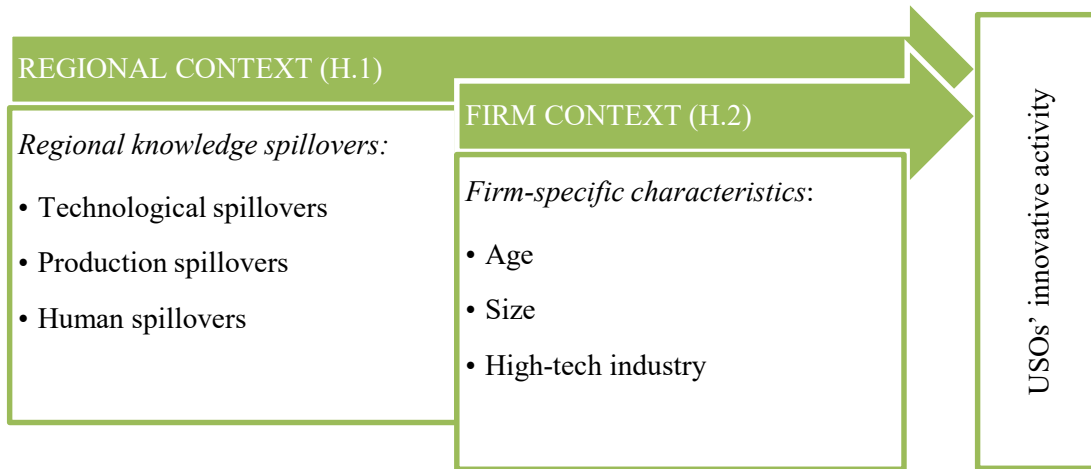 REGIONAL CONTEXT (H.1)
Regional knowledge spillovers:
• Technological spillovers
• Production spillovers
• Human spillovers
FIRM CONTEXT (H.2)
Firm-specific characteristics:
• Age
• Size
• High-tech industry
USOs’ innovative activity